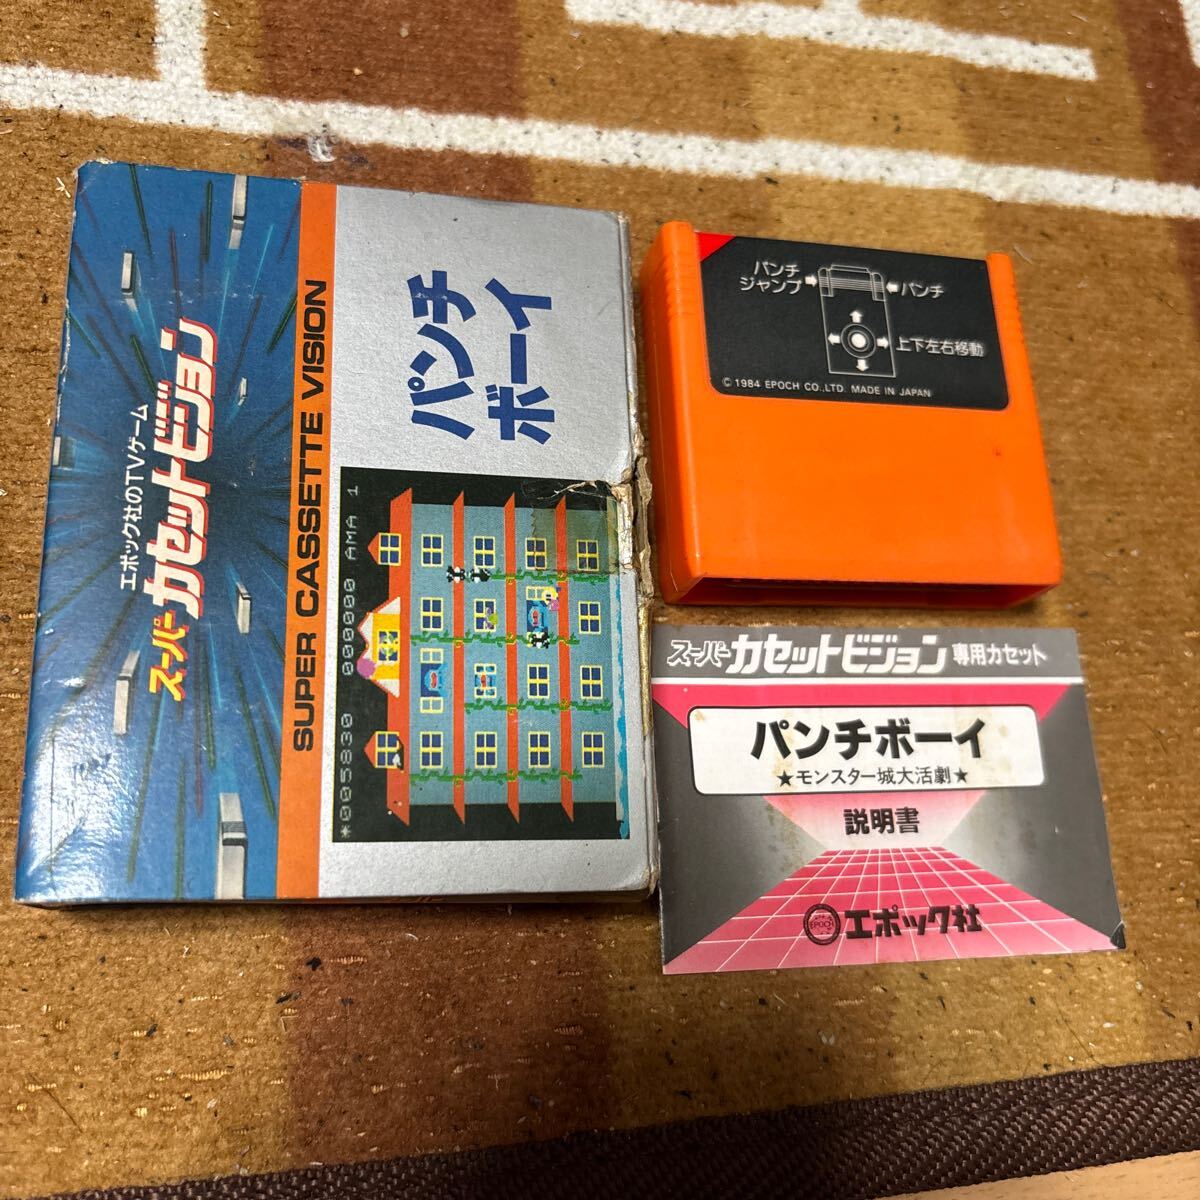 エポック社のTVゲーム
スーパー カセットビジョン
SUPER CASSETTE VISION
パンチ
ボーイ
*005830 000000 AMA 1
パンチ
ジャンプ
パンチ
上下左右移動
© 1984 EPOCH CO.,LTD. MADE IN JAPAN
スーパーカセットビジョン専用カセット
パンチボーイ
★モンスター城大活劇★
説明書
EPOCH
エポック社